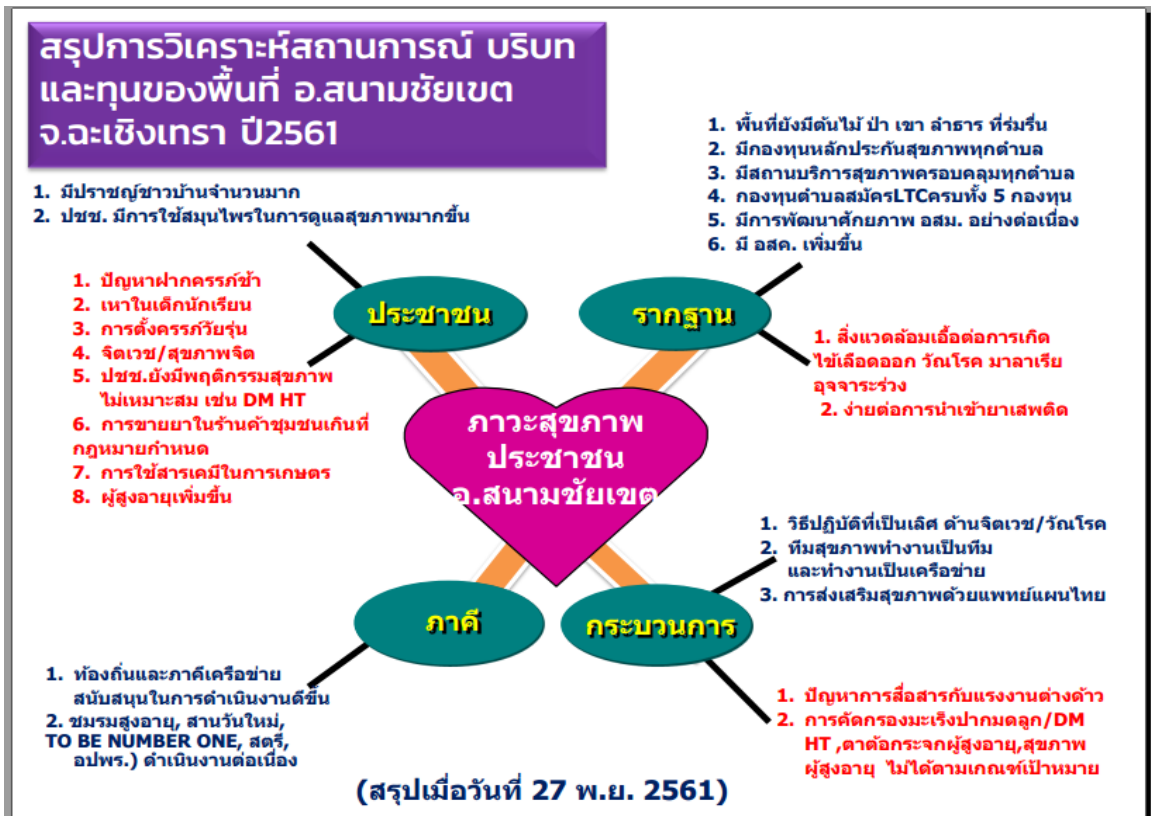 สรุปการวิเคราะห์สถานการณ์ บริบท
และทุนของพื้นที่ อ.สนามชัยเขต
จ.ฉะเชิงเทรา ปี2561
1. มีปราชญ์ชาวบ้านจำนวนมาก
2. ปชช. มีการใช้สมุนไพรในการดูแลสุขภาพมากขึ้น
1. พื้นที่ยังมีต้นไม้ ป่า เขา ลำธาร ที่ร่มรื่น
2. มีกองทุนหลักประกันสุขภาพทุกตำบล
3. มีสถานบริการสุขภาพครอบคลุมทุกตำบล
4. กองทุนตำบลสมัครLTCครบทั้ง 5 กองทุน
5. มีการพัฒนาศักยภาพ อสม. อย่างต่อเนื่อง
6. มี อสค. เพิ่มขึ้น
1. ปัญหาฝากครรภ์ช้า
2. เหาในเด็กนักเรียน
3. การตั้งครรภ์วัยรุ่น
4. จิตเวช/สุขภาพจิต
5. ปชช.ยังมีพฤติกรรมสุขภาพ
ไม่เหมาะสม เช่น DM HT
6. การขายยาในร้านค้าชุมชนเกินที่
กฎหมายกำหนด
7. การใช้สารเคมีในการเกษตร
8. ผู้สูงอายุเพิ่มขึ้น
ประชาชน
รากฐาน
1. สิ่งแวดล้อมเอื้อต่อการเกิด
ไข้เลือดออก วัณโรค มาลาเรีย
อุจจาระร่วง
2. ง่ายต่อการนำเข้ายาเสพติด
ภาวะสุขภาพ
ประชาชน
อ.สนามชัยเขต
ภาคี
กระบวนการ
1. วิธีปฏิบัติที่เป็นเลิศ ด้านจิตเวช/วัณโรค
2. ทีมสุขภาพทำงานเป็นทีม
และทำงานเป็นเครือข่าย
3. การส่งเสริมสุขภาพด้วยแพทย์แผนไทย
1. ท้องถิ่นและภาคีเครือข่าย
สนับสนุนในการดำเนินงานดีขึ้น
2. ชมรมสูงอายุ, สานวันใหม่,
TO BE NUMBER ONE, สตรี,
อปพร.) ดำเนินงานต่อเนื่อง
1. ปัญหาการสื่อสารกับแรงงานต่างด้าว
2. การคัดกรองมะเร็งปากมดลูก/DM
HT ,ตาต้อกระจกผู้สูงอายุ,สุขภาพ
ผู้สูงอายุ ไม่ได้ตามเกณฑ์เป้าหมาย
(สรุปเมื่อวันที่ 27 พ.ย. 2561)